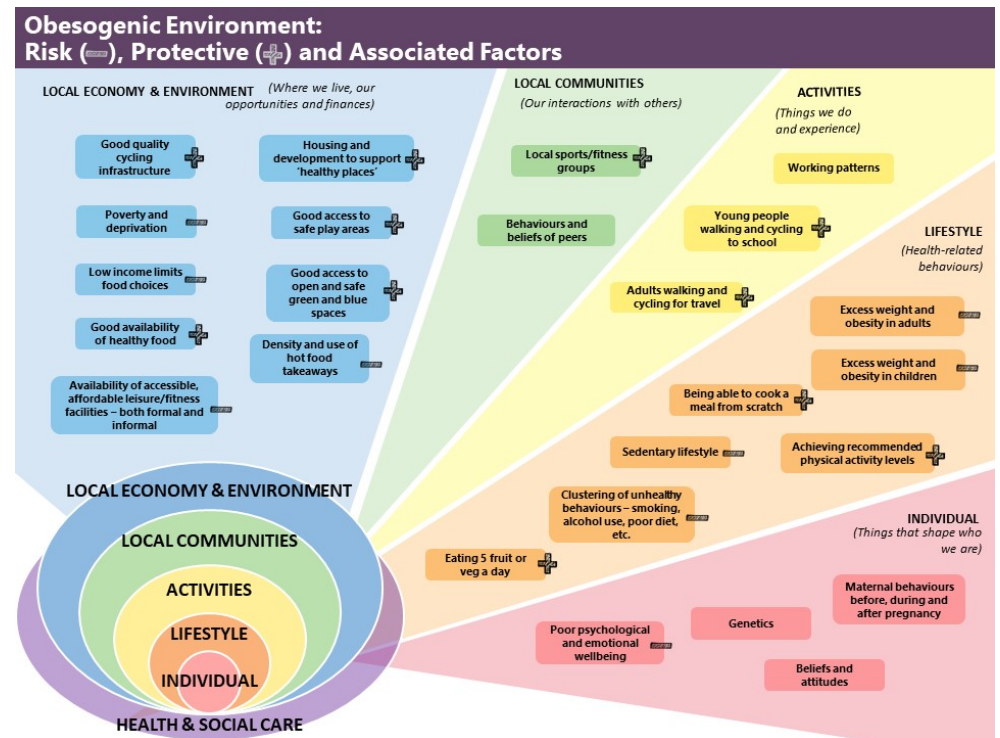 Obesogenic Environment:
Risk (−), Protective (+) and Associated Factors
LOCAL ECONOMY & ENVIRONMENT (Where we live, our
opportunities and finances)
Good quality
cycling
infrastructure
Housing and
development to support
'healthy places'
Poverty and
deprivation
Good access to
safe play areas
Low income limits
food choices
Good access to
open and safe
green and blue
spaces
Good availability
of healthy food
Density and use of
hot food
takeaways
Availability of accessible,
affordable leisure/fitness
facilities – both formal and
informal
LOCAL COMMUNITIES
(Our interactions with others)
Local sports/fitness
groups
Behaviours and
beliefs of peers
ACTIVITIES
(Things we do
and experience)
Working patterns
Young people
walking and cycling
to school
Adults walking and
cycling for travel
LIFESTYLE
(Health-related
behaviours)
Excess weight and
obesity in adults
Excess weight and
obesity in children
Being able to cook a
meal from scratch
Sedentary lifestyle
Achieving recommended
physical activity levels
Clustering of unhealthy
behaviours – smoking,
alcohol use, poor diet,
etc.
Eating 5 fruit or
veg a day
INDIVIDUAL
(Things that shape who
we are)
Maternal behaviours
before, during and
after pregnancy
Genetics
Poor psychological
and emotional
wellbeing
Beliefs and
attitudes
LOCAL ECONOMY & ENVIRONMENT
LOCAL COMMUNITIES
ACTIVITIES
LIFESTYLE
INDIVIDUAL
HEALTH & SOCIAL CARE